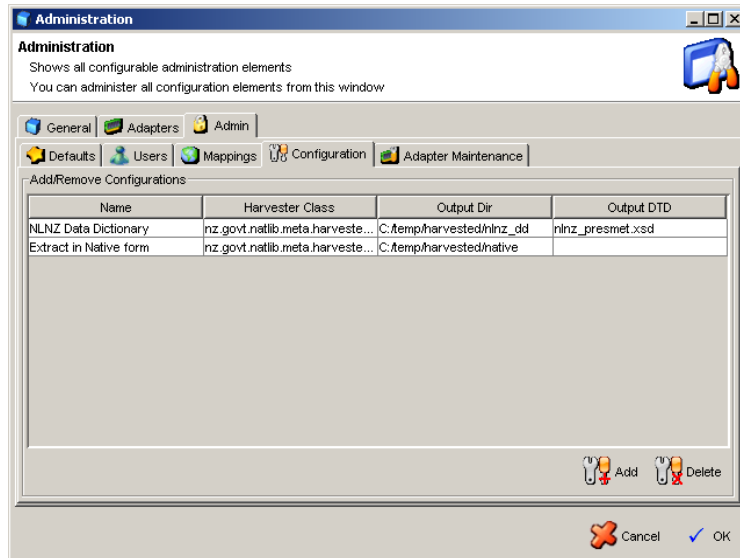 Administration
Administration
Shows all configurable administration elements
You can administer all configuration elements from this window
General Adapters Admin
Defaults Users Mappings Configuration Adapter Maintenance
Add/Remove Configurations
Name Harvester Class Output Dir Output DTD
NLNZ Data Dictionary nz.govt.natlib.meta.harveste... C:/temp/harvested/nlnz_dd nlnz_presmet.xsd
Extract in Native form nz.govt.natlib.meta.harveste... C:/temp/harvested/native
Add Delete
Cancel OK